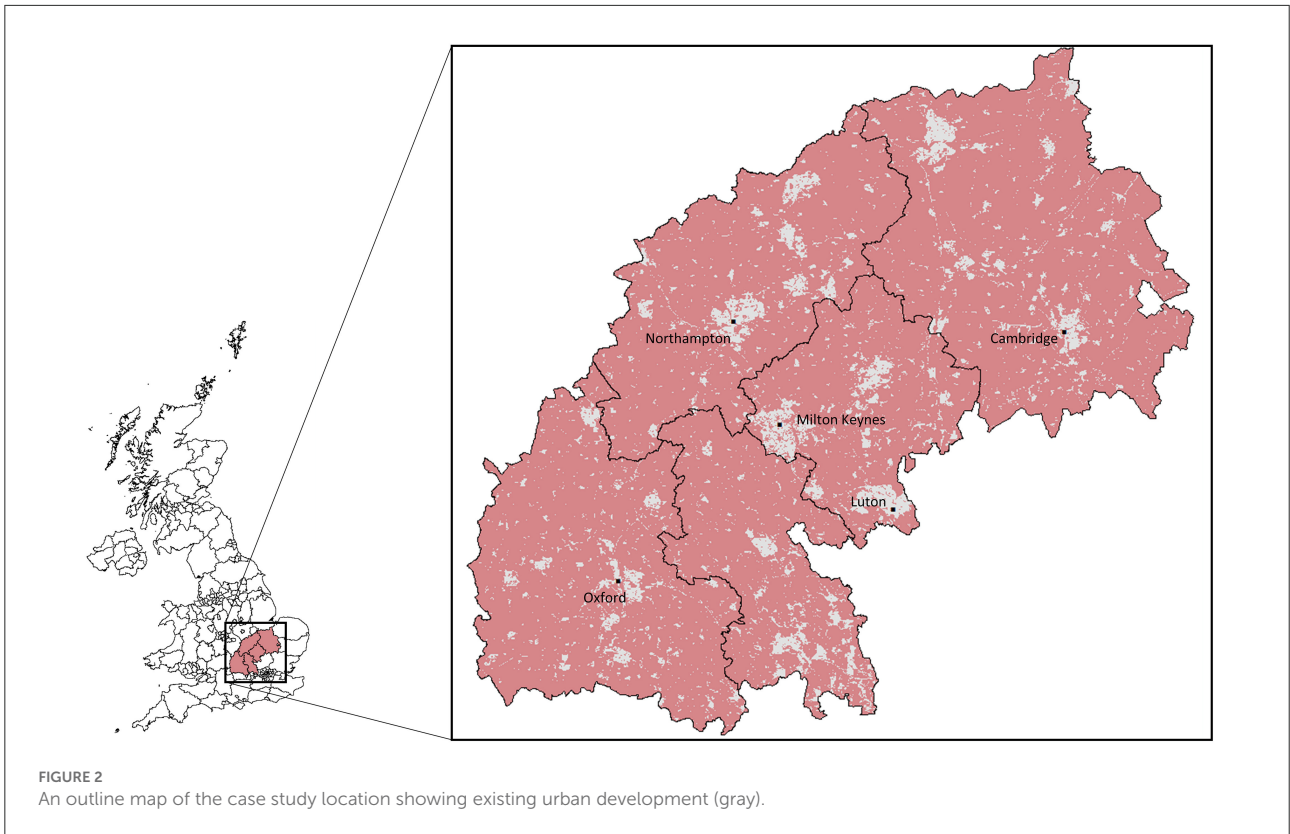 Northampton
Cambridge
Milton Keynes
Luton
Oxford
FIGURE 2
An outline map of the case study location showing existing urban development (gray).